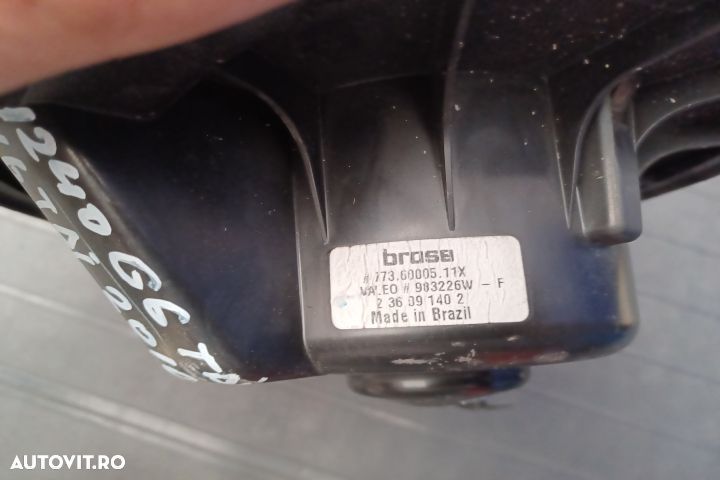 brose
# 773.60005.11X
VALEO # 983226W - F
2 36 09 140 2
Made in Brazil
AUTOVIT.RO